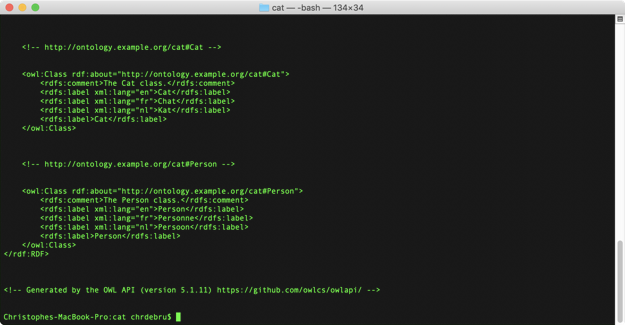 cat — -bash — 134×34
<!-- http://ontology.example.org/cat#Cat -->
<owl:Class rdf:about="http://ontology.example.org/cat#Cat">
<rdfs:comment>The Cat class.</rdfs:comment>
<rdfs:label xml:lang="en">Cat</rdfs:label>
<rdfs:label xml:lang="fr">Chat</rdfs:label>
<rdfs:label xml:lang="nl">Kat</rdfs:label>
<rdfs:label>Cat</rdfs:label>
</owl:Class>
<!-- http://ontology.example.org/cat#Person -->
<owl:Class rdf:about="http://ontology.example.org/cat#Person">
<rdfs:comment>The Person class.</rdfs:comment>
<rdfs:label xml:lang="en">Person</rdfs:label>
<rdfs:label xml:lang="fr">Personne</rdfs:label>
<rdfs:label xml:lang="nl">Persoon</rdfs:label>
<rdfs:label>Person</rdfs:label>
</owl:Class>
</rdf:RDF>
<!-- Generated by the OWL API (version 5.1.11) https://github.com/owlcs/owlapi/ -->
Christophes-MacBook-Pro:cat chrdebru$